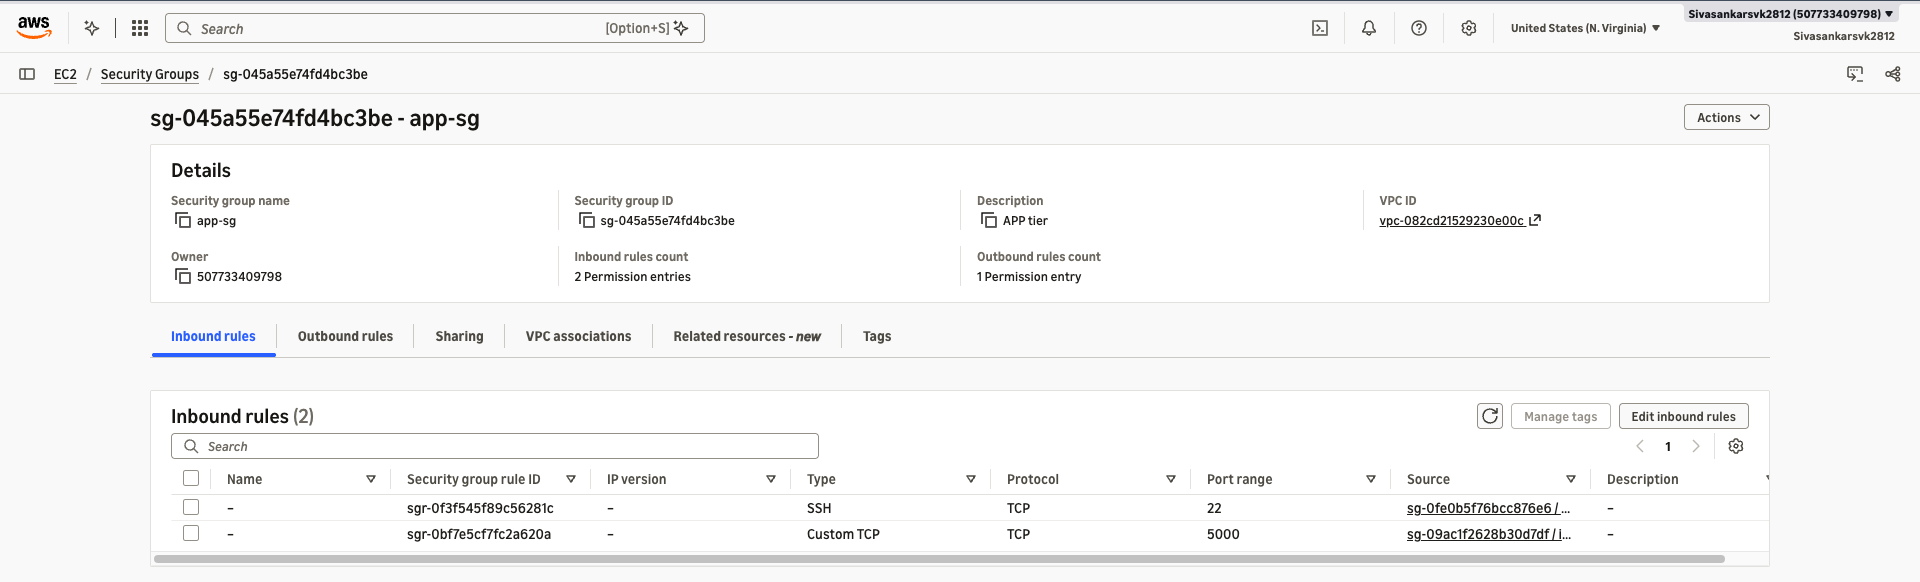 aws
Search [Option+S]
United States (N. Virginia)
Sivasankarsvk2812 (507733409798)
Sivasankarsvk2812
EC2 / Security Groups / sg-045a55e74fd4bc3be
sg-045a55e74fd4bc3be - app-sg
Actions
Details
Security group name Security group ID Description VPC ID
app-sg sg-045a55e74fd4bc3be APP tier vpc-082cd21529230e00c
Owner Inbound rules count Outbound rules count
507733409798 2 Permission entries 1 Permission entry
Inbound rules Outbound rules Sharing VPC associations Related resources - new Tags
Inbound rules (2)
Manage tags Edit inbound rules
Search
1
Name Security group rule ID IP version Type Protocol Port range Source Description
– sgr-0f3f545f89c56281c – SSH TCP 22 sg-0fe0b5f76bcc876e6 / ... –
– sgr-0bf7e5cf7fc2a620a – Custom TCP TCP 5000 sg-09ac1f2628b30d7df / i... –